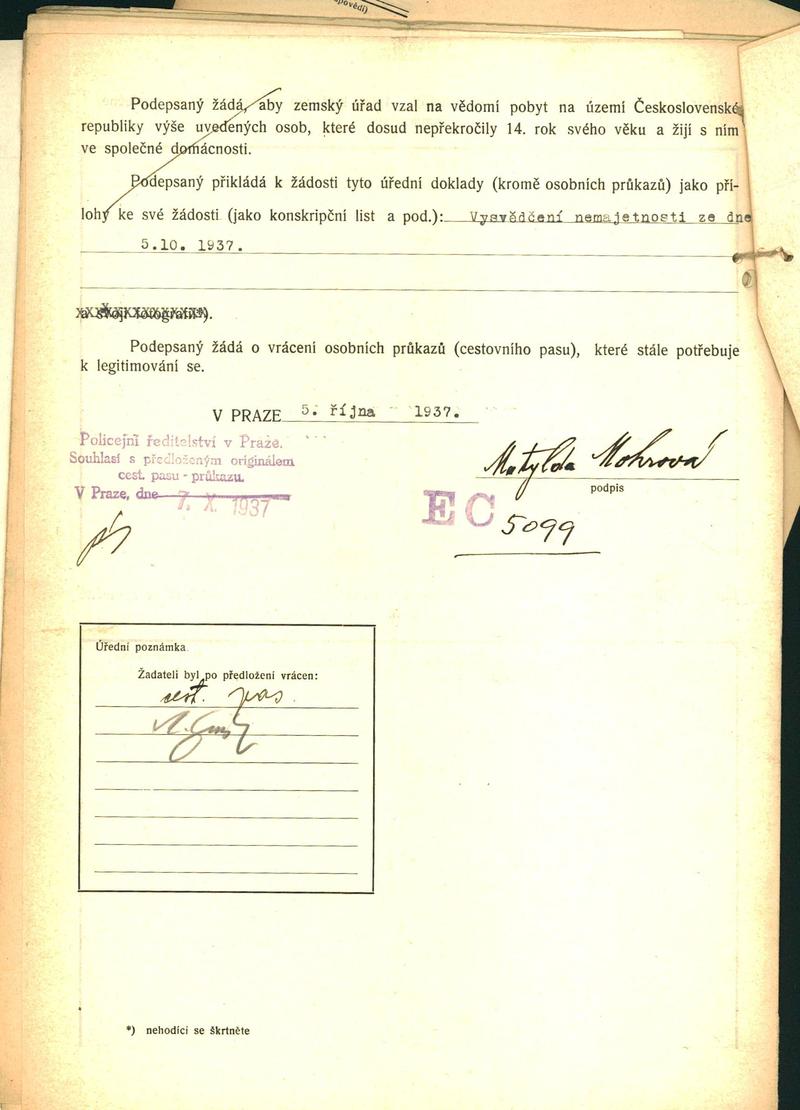 povědí)
Podepsaný žádá, aby zemský úřad vzal na vědomí pobyt na území Československé
republiky výše uvedených osob, které dosud nepřekročily 14. rok svého věku a žijí s ním
ve společné domácnosti.
Podepsaný přikládá k žádosti tyto úřední doklady (kromě osobních průkazů) jako pří-
lohy ke své žádosti (jako konskripční list a pod.): Vysvědčení nemajetnosti ze dne
5.10. 1937.
a svoji fotografii*).
Podepsaný žádá o vrácení osobních průkazů (cestovního pasu), které stále potřebuje
k legitimování se.
V PRAZE 5. října 1937.
Policejní ředitelství v Praze.
Souhlasí s předloženým originálem
cest. pasu - průkazu.
V Praze, dne 7. X. 1937
Matylda Mohrová
podpis
EC 5099
Úřední poznámka
Žadateli byl po předložení vrácen:
cest. pas.
*) nehodící se škrtněte